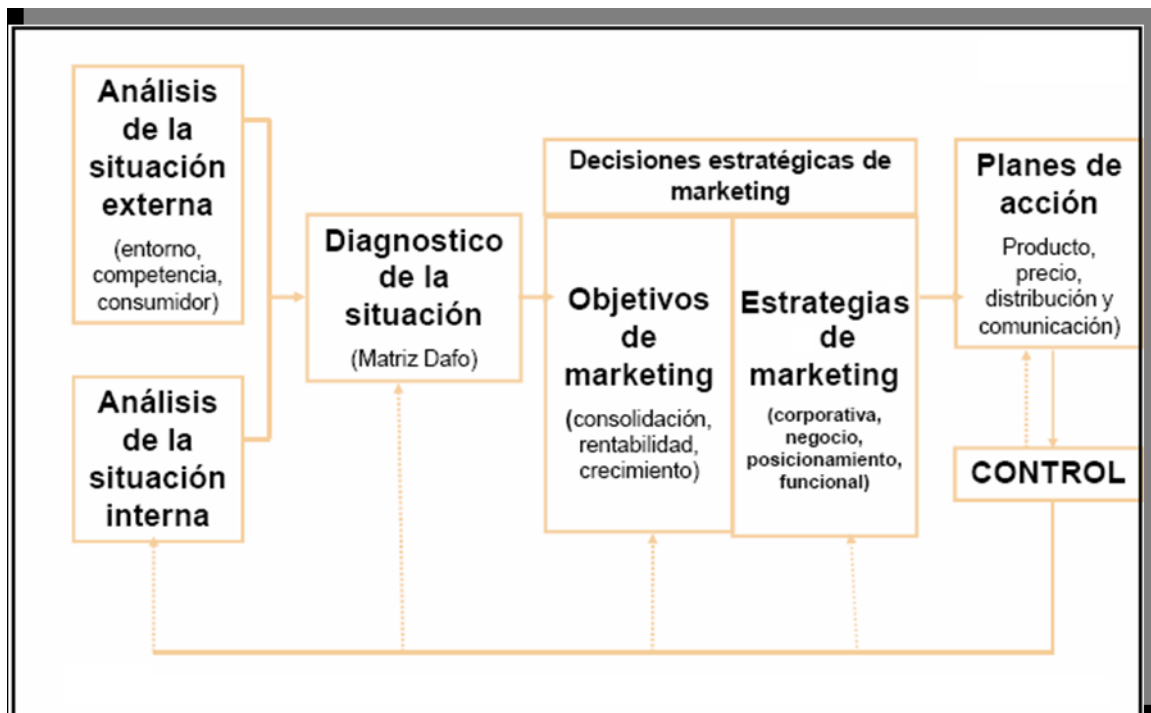 Análisis
de la
situación
externa
(entorno,
competencia,
consumidor)
Análisis
de la
situación
interna
Diagnostico
de la
situación
(Matriz Dafo)
Decisiones estratégicas de
marketing
Objetivos
de
marketing
(consolidación,
rentabilidad,
crecimiento)
Estrategias
de
marketing
(corporativa,
negocio,
posicionamiento,
funcional)
Planes de
acción
Producto,
precio,
distribución y
comunicación)
CONTROL